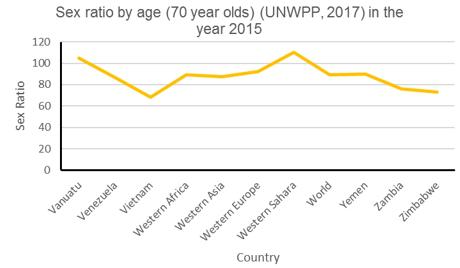 Sex ratio by age (70 year olds) (UNWPP, 2017) in the
year 2015
120
100
80
60
40
20
0
Sex Ratio
Vanuatu
Venezuela
Vietnam
Western Africa
Western Asia
Western Europe
Western Sahara
World
Yemen
Zambia
Zimbabwe
Country